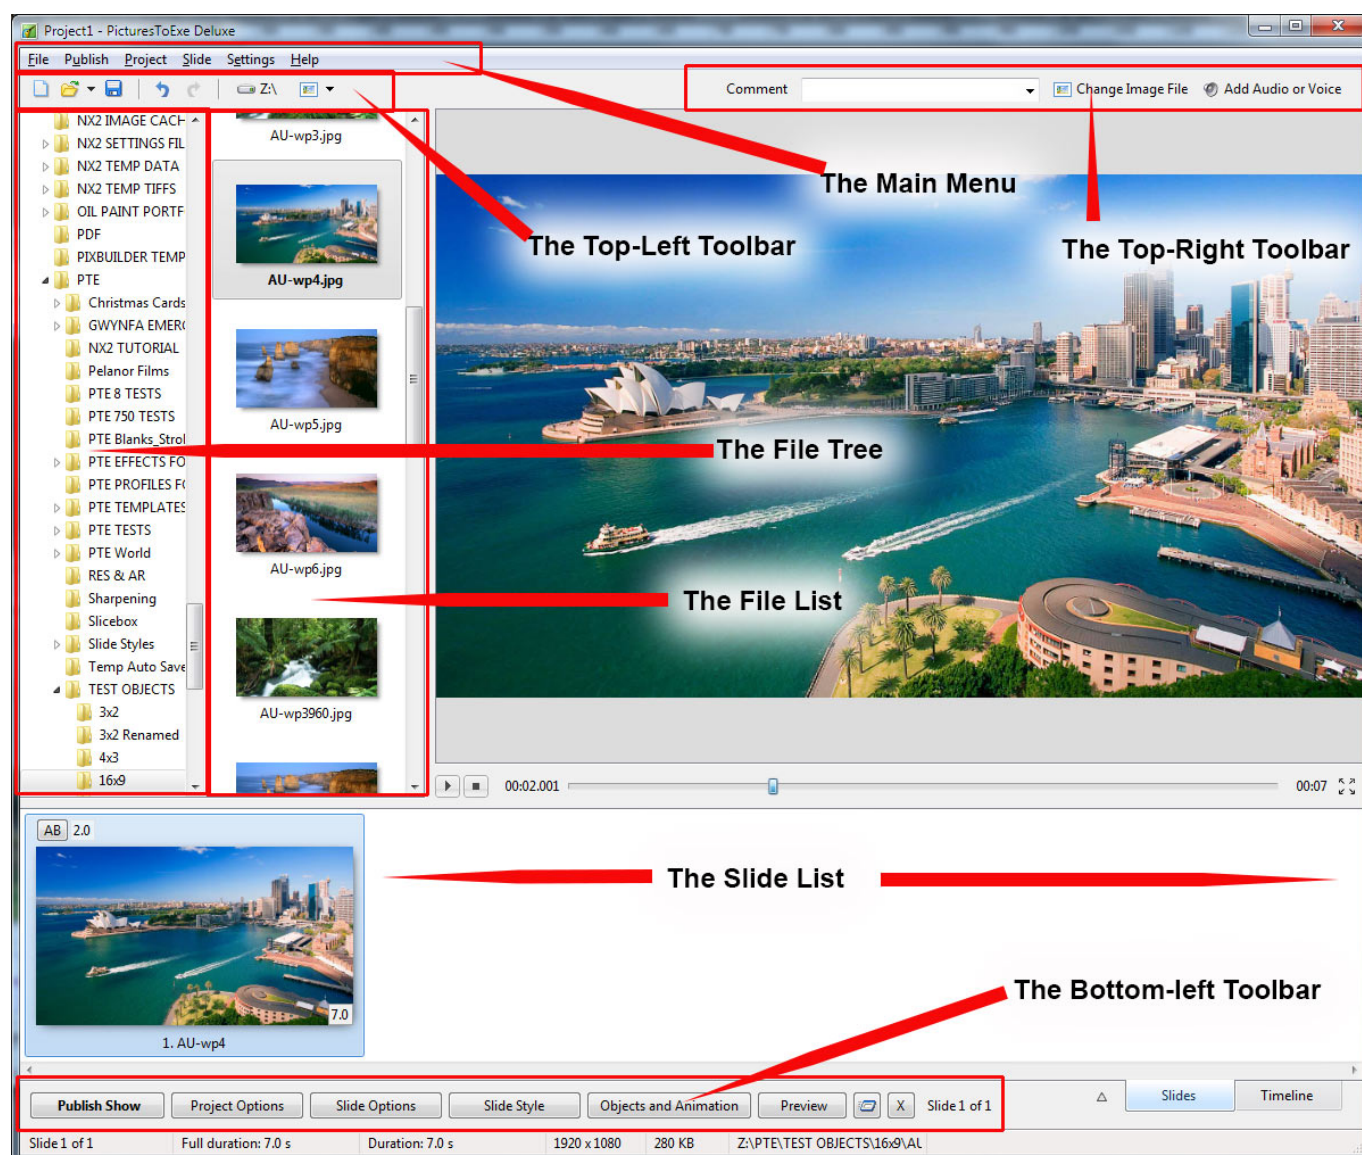 Project1 - PicturesToExe Deluxe
File Publish Project Slide Settings Help
Z:\
Comment
Change Image File
Add Audio or Voice
NX2 IMAGE CACH
NX2 SETTINGS FIL
NX2 TEMP DATA
NX2 TEMP TIFFS
OIL PAINT PORTF
PDF
PIXBUILDER TEMP
PTE
Christmas Cards
GWYNFA EMERG
NX2 TUTORIAL
Pelanor Films
PTE 8 TESTS
PTE 750 TESTS
PTE Blanks_Strol
PTE EFFECTS FO
PTE PROFILES FO
PTE TEMPLATES
PTE TESTS
PTE World
RES & AR
Sharpening
Slicebox
Slide Styles
Temp Auto Save
TEST OBJECTS
3x2
3x2 Renamed
4x3
16x9
AU-wp3.jpg
AU-wp4.jpg
AU-wp5.jpg
AU-wp6.jpg
AU-wp3960.jpg
The Main Menu
The Top-Left Toolbar
The Top-Right Toolbar
The File Tree
The File List
00:02.001
00:07
AB 2.0
7.0
1. AU-wp4
The Slide List
The Bottom-left Toolbar
Publish Show
Project Options
Slide Options
Slide Style
Objects and Animation
Preview
X
Slide 1 of 1
Slides
Timeline
Slide 1 of 1
Full duration: 7.0 s
Duration: 7.0 s
1920 x 1080
280 KB
Z:\PTE\TEST OBJECTS\16x9\AU